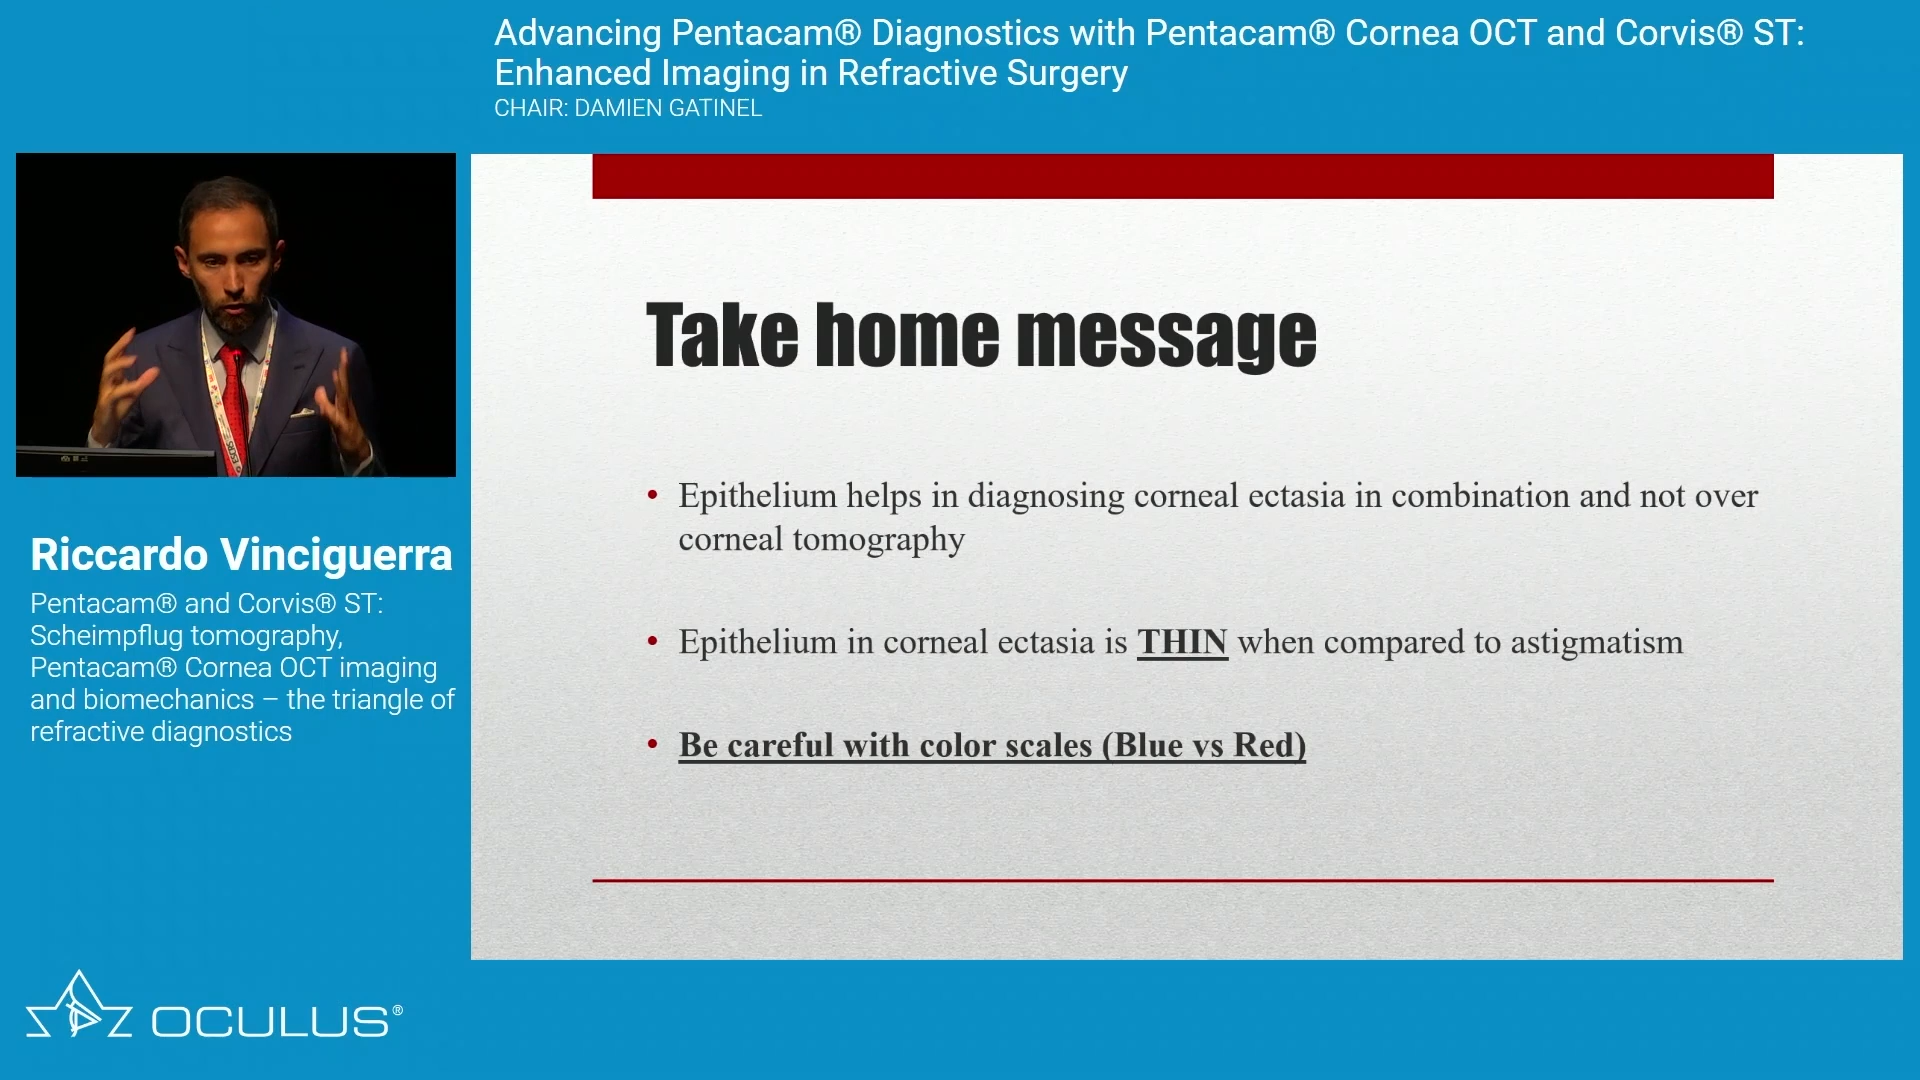 Advancing Pentacam® Diagnostics with Pentacam® Cornea OCT and Corvis® ST:
Enhanced Imaging in Refractive Surgery
CHAIR: DAMIEN GATINEL
Take home message
• Epithelium helps in diagnosing corneal ectasia in combination and not over
corneal tomography
• Epithelium in corneal ectasia is THIN when compared to astigmatism
• Be careful with color scales (Blue vs Red)
Riccardo Vinciguerra
Pentacam® and Corvis® ST:
Scheimpflug tomography,
Pentacam® Cornea OCT imaging
and biomechanics – the triangle of
refractive diagnostics
OCULUS®